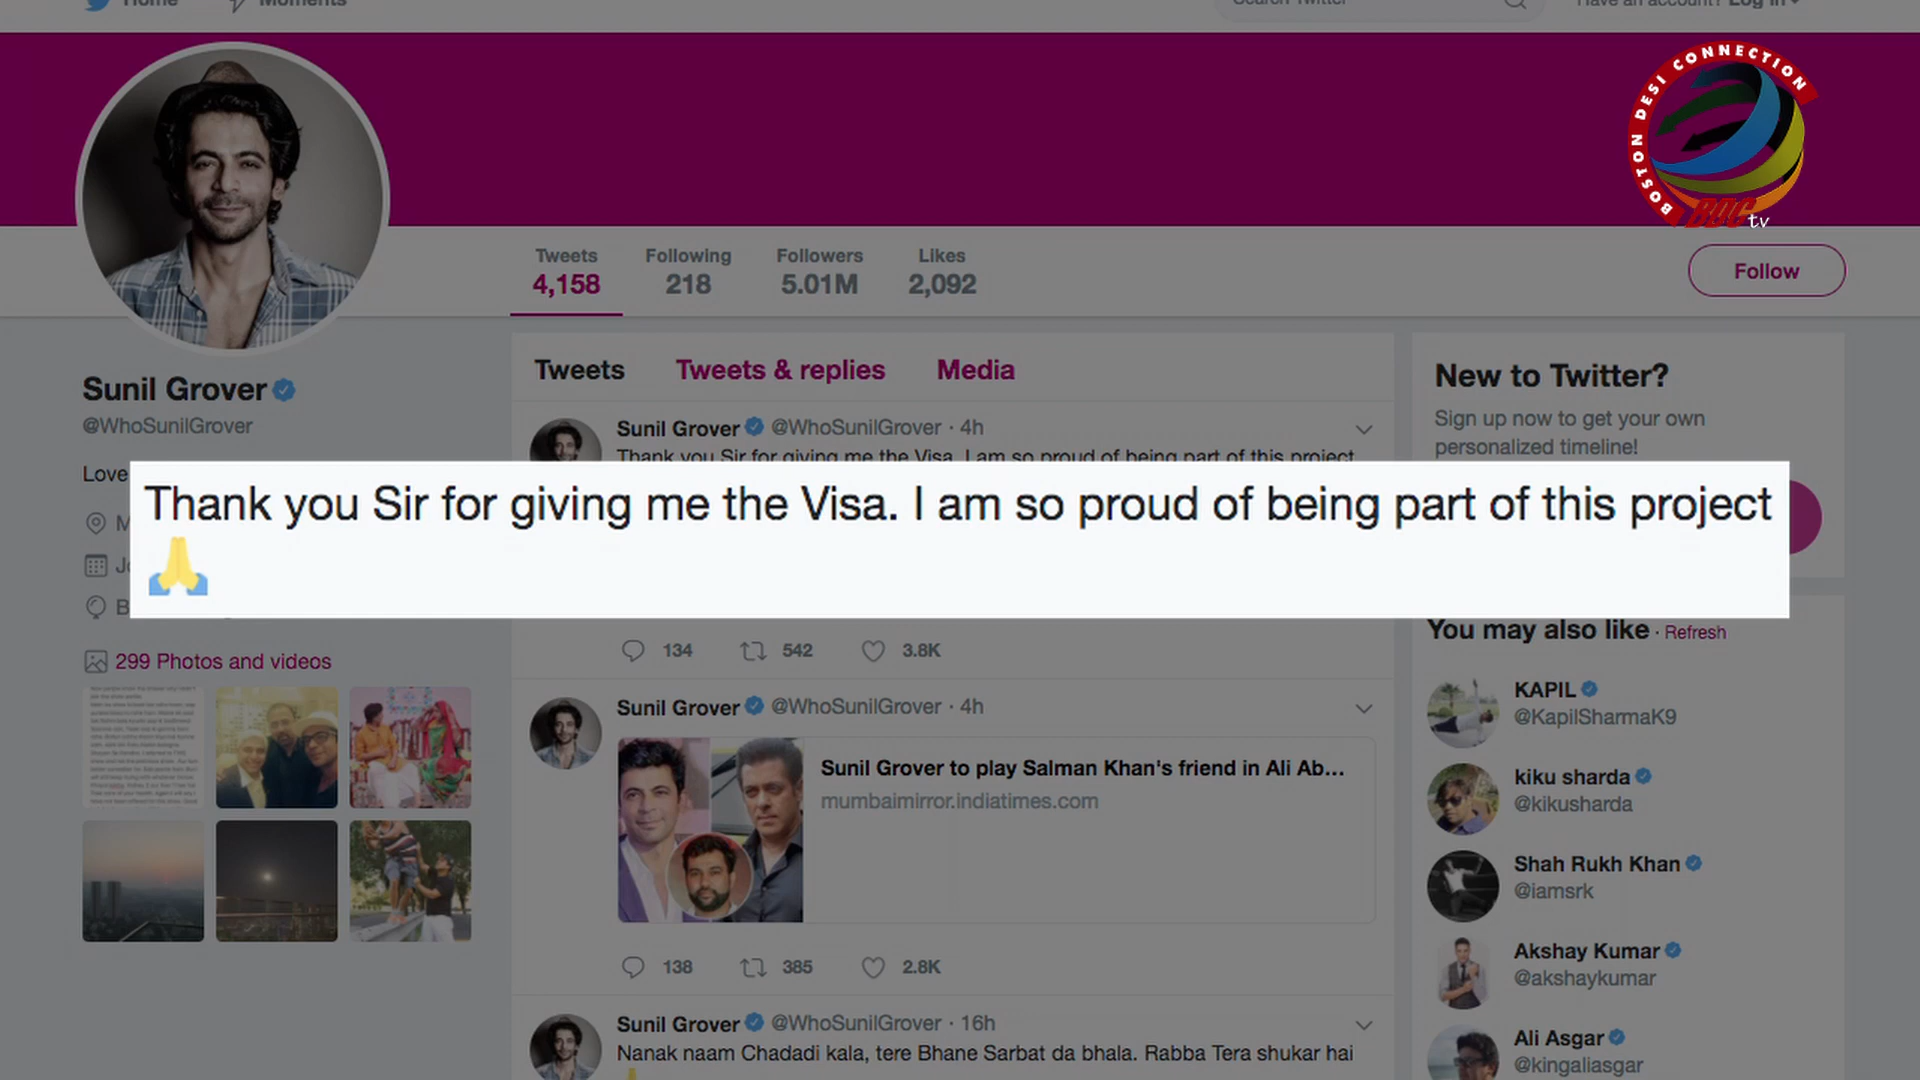 Home
Moments
Search Twitter
Have an account? Log in
BOSTON DESI CONNECTION
BDC tv
Tweets
4,158
Following
218
Followers
5.01M
Likes
2,092
Follow
Sunil Grover
@WhoSunilGrover
Love
M
B
299 Photos and videos
Tweets
Tweets & replies
Media
Sunil Grover @WhoSunilGrover · 4h
Thank you Sir for giving me the Visa. I am so proud of being part of this project
Thank you Sir for giving me the Visa. I am so proud of being part of this project
🙏
134
542
3.8K
Sunil Grover @WhoSunilGrover · 4h
Sunil Grover to play Salman Khan's friend in Ali Ab...
mumbaimirror.indiatimes.com
138
385
2.8K
Sunil Grover @WhoSunilGrover · 16h
Nanak naam Chadadi kala, tere Bhane Sarbat da bhala. Rabba Tera shukar hai
New to Twitter?
Sign up now to get your own
personalized timeline!
You may also like · Refresh
KAPIL
@KapilSharmaK9
kiku sharda
@kikusharda
Shah Rukh Khan
@iamsrk
Akshay Kumar
@akshaykumar
Ali Asgar
@kingaliasgar